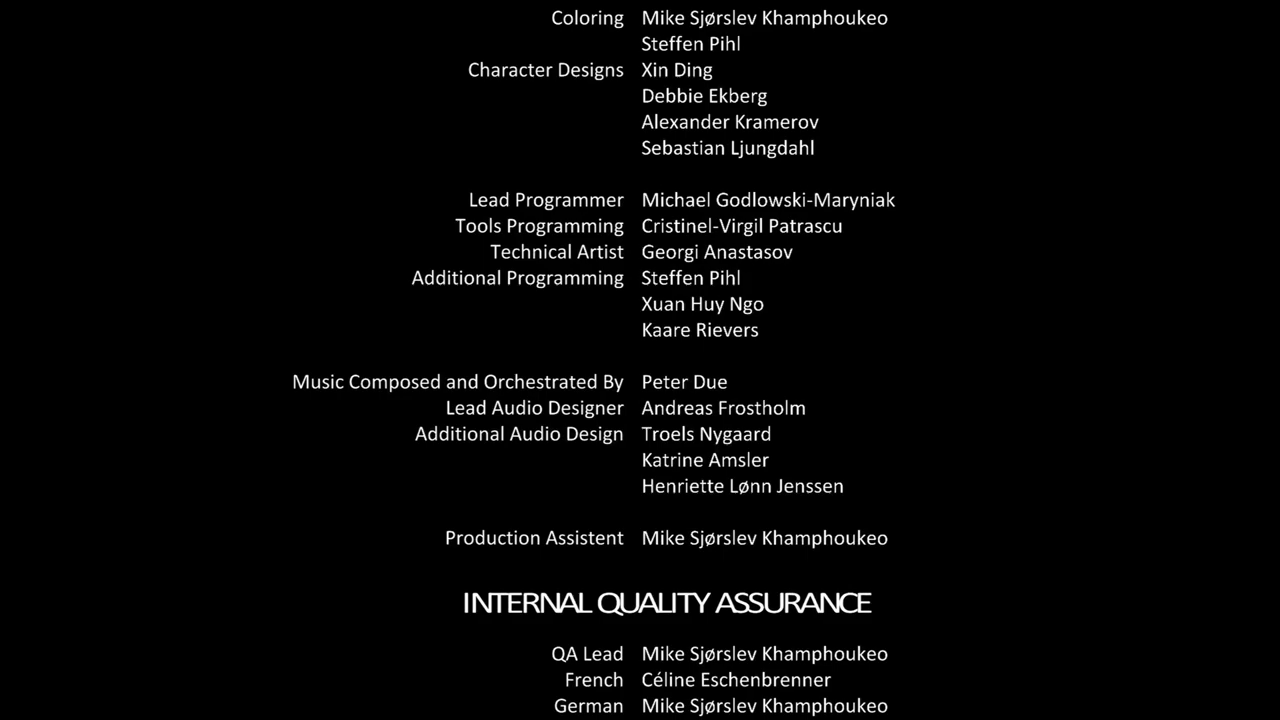 Coloring Mike Sjørslev Khamphoukeo
Steffen Pihl
Character Designs Xin Ding
Debbie Ekberg
Alexander Kramerov
Sebastian Ljungdahl
Lead Programmer Michael Godlowski-Maryniak
Tools Programming Cristinel-Virgil Patrascu
Technical Artist Georgi Anastasov
Additional Programming Steffen Pihl
Xuan Huy Ngo
Kaare Rievers
Music Composed and Orchestrated By Peter Due
Lead Audio Designer Andreas Frostholm
Additional Audio Design Troels Nygaard
Katrine Amsler
Henriette Lønn Jenssen
Production Assistent Mike Sjørslev Khamphoukeo
INTERNAL QUALITY ASSURANCE
QA Lead Mike Sjørslev Khamphoukeo
French Céline Eschenbrenner
German Mike Sjørslev Khamphoukeo